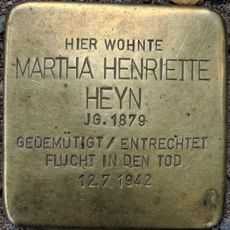 HIER WOHNTE
MARTHA HENRIETTE
HEYN
JG. 1879
GEDEMÜTIGT / ENTRECHTET
FLUCHT IN DEN TOD
12.7.1942